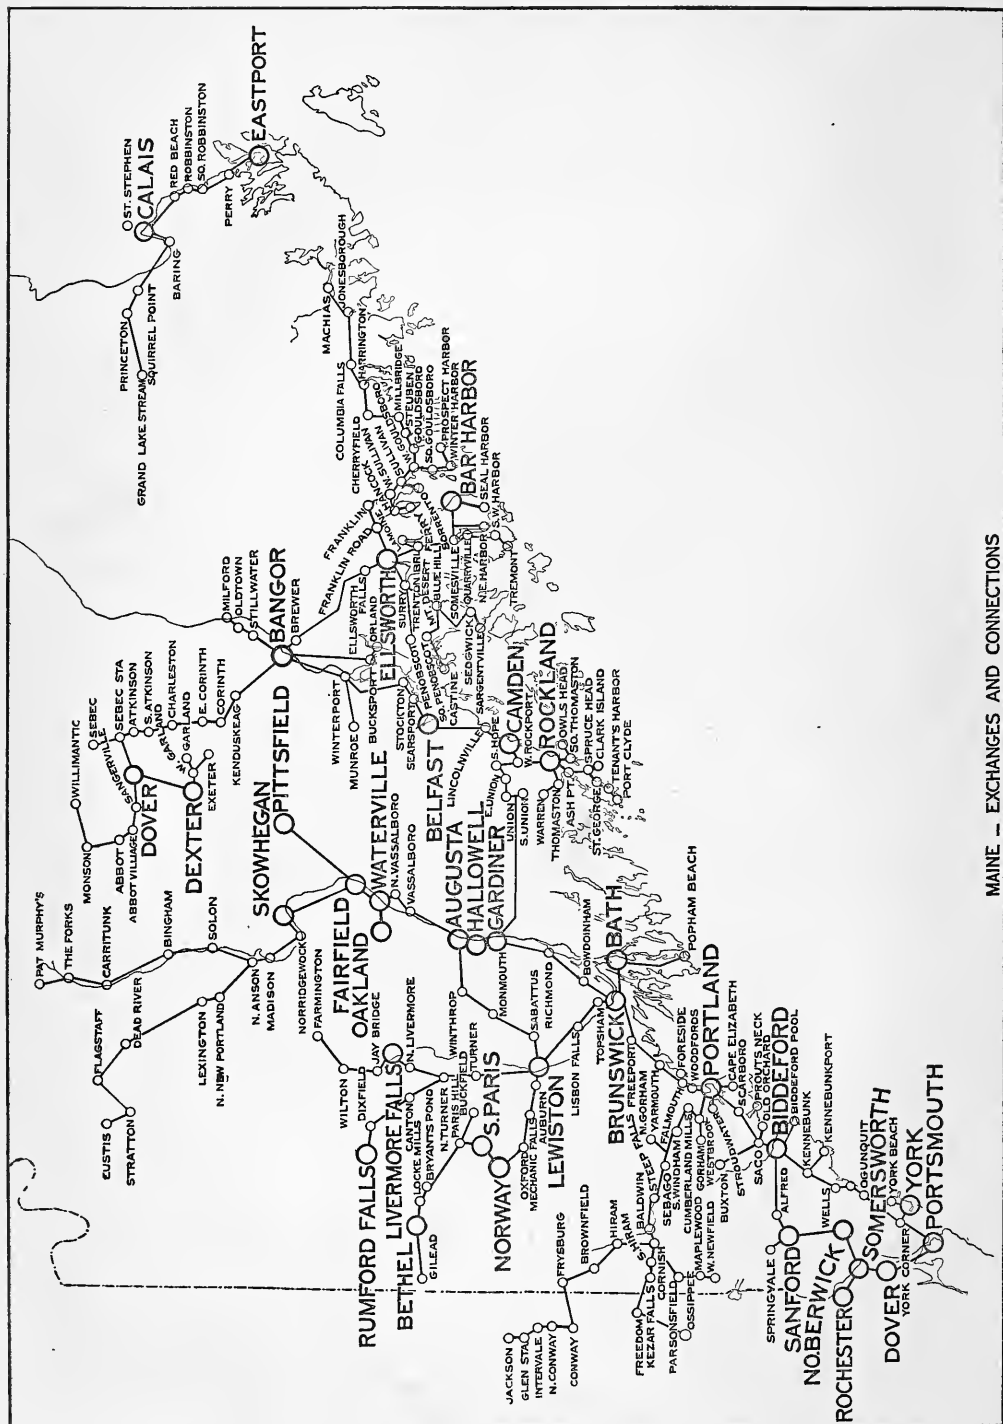 ST. STEPHEN
CALAIS
RED BEACH
ROBBINSTON
SO. ROBBINSTON
PERRY
EASTPORT
BARING
PRINCETON
SQUIRREL POINT
GRAND LAKE STREAM
MACHIAS
JONESBOROUGH
COLUMBIA FALLS
HARRINGTON
CHERRYFIELD
MILLBRIDGE
STEUBEN
W. GOULDSBORO
GOULDSBORO
SO. GOULDSBORO
PROSPECT HARBOR
WINTER HARBOR
SULLIVAN
W. SULLIVAN
HANCOCK
FRANKLIN
FRANKLIN ROAD
SORRENTO
MT. DESERT FERRY
BAR HARBOR
SEAL HARBOR
S.W. HARBOR
N.E. HARBOR
TREMONT
SOMESVILLE
QUARRYVILLE
ELLSWORTH
ELLSWORTH FALLS
SURRY
BLUE HILL
SEDGWICK
SARGENTVILLE
CASTINE
PENOBSCOT
SO. PENOBSCOT
ORLAND
BUCKSPORT
MILFORD
OLDTOWN
STILLWATER
BANGOR
BREWER
WINTERPORT
MUNROE
STOCKTON
SEARSPORT
BELFAST
LINCOLNVILLE
CAMDEN
S. HOPE
W. ROCKPORT
E. UNION
UNION
S. UNION
ROCKLAND
OWLS HEAD
SO. THOMASTON
SPRUCE HEAD
CLARK ISLAND
TENANT'S HARBOR
PORT CLYDE
ST. GEORGE
ASH PT.
THOMASTON
WARREN
WILLIMANTIC
SEBEC
SEBEC STA
ATKINSON
S. ATKINSON
CHARLESTON
GARLAND
W. GARLAND
E. CORINTH
CORINTH
KENDUSKEAG
EXETER
SANGERVILLE
MONSON
ABBOT
ABBOT VILLAGE
DOVER
DEXTER
PITTSFIELD
SKOWHEGAN
PAT MURPHY'S
THE FORKS
CARRITUNK
BINGHAM
SOLON
N. ANSON
MADISON
NORRIDGEWOCK
FLAGSTAFF
DEAD RIVER
LEXINGTON
N. NEW PORTLAND
EUSTIS
STRATTON
FAIRFIELD
OAKLAND
WATERVILLE
N. VASSALBORO
VASSALBORO
AUGUSTA
HALLOWELL
GARDINER
FARMINGTON
WILTON
DIXFIELD
JAY BRIDGE
N. LIVERMORE
LIVERMORE FALLS
CANTON
N. TURNER
TURNER
BUCKFIELD
PARIS HILL
S. PARIS
BRYANTS POND
LOCKE MILLS
RUMFORD FALLS
BETHEL
GILEAD
NORWAY
OXFORD
MECHANIC FALLS
AUBURN
LEWISTON
WINTHROP
MONMOUTH
SABATTUS
RICHMOND
LISBON FALLS
BOWDOINHAM
TOPSHAM
BATH
POPHAM BEACH
BRUNSWICK
FREEPORT
YARMOUTH
N. GORHAM
FALMOUTH FORESIDE
WOODFORDS
PORTLAND
CAPE ELIZABETH
SCARBORO
PROUTS NECK
OLD ORCHARD
BIDDEFORD
BIDDEFORD POOL
SACO
STROUDWATER
WESTBROOK
GORHAM
CUMBERLAND MILLS
S. WINDHAM
SEBAGO
STEEP FALLS
BALDWIN
S. HIRAM
CORNISH
MAPLEWOOD
W. NEWFIELD
BUXTON
JACKSON
GLEN STA.
INTERVALE
N. CONWAY
CONWAY
FRYSBURG
BROWNFIELD
HIRAM
FREEDOM
KEZAR FALLS
PARSONSFIELD
OSSIPPEE
SPRINGVALE
ALFRED
SANFORD
KENNEBUNK
KENNEBUNKPORT
WELLS
OGUNQUIT
YORK BEACH
YORK
YORK CORNER
NO. BERWICK
SOMERSWORTH
ROCHESTER
DOVER
PORTSMOUTH
MAINE — EXCHANGES AND CONNECTIONS